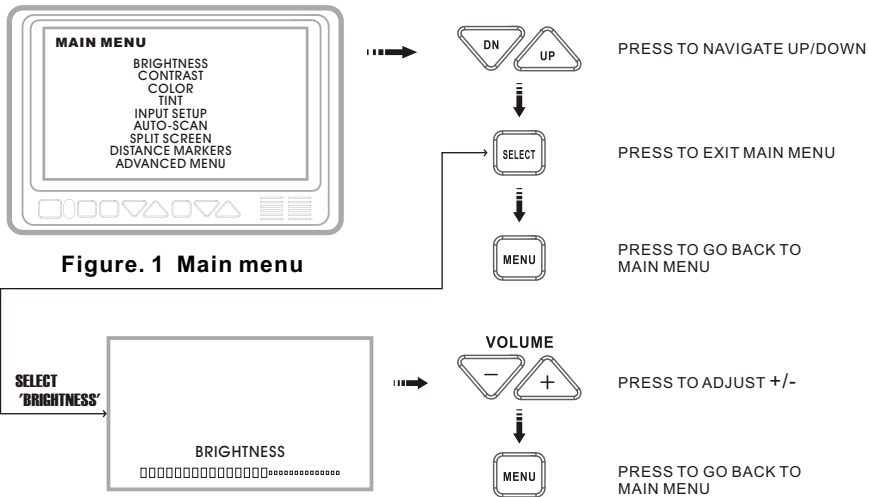 MAIN MENU
BRIGHTNESS
CONTRAST
COLOR
TINT
INPUT SETUP
AUTO-SCAN
SPLIT SCREEN
DISTANCE MARKERS
ADVANCED MENU
Figure. 1 Main menu
DN
UP
PRESS TO NAVIGATE UP/DOWN
SELECT
PRESS TO EXIT MAIN MENU
MENU
PRESS TO GO BACK TO
MAIN MENU
SELECT
'BRIGHTNESS'
BRIGHTNESS
VOLUME
- +
PRESS TO ADJUST +/-
MENU
PRESS TO GO BACK TO
MAIN MENU